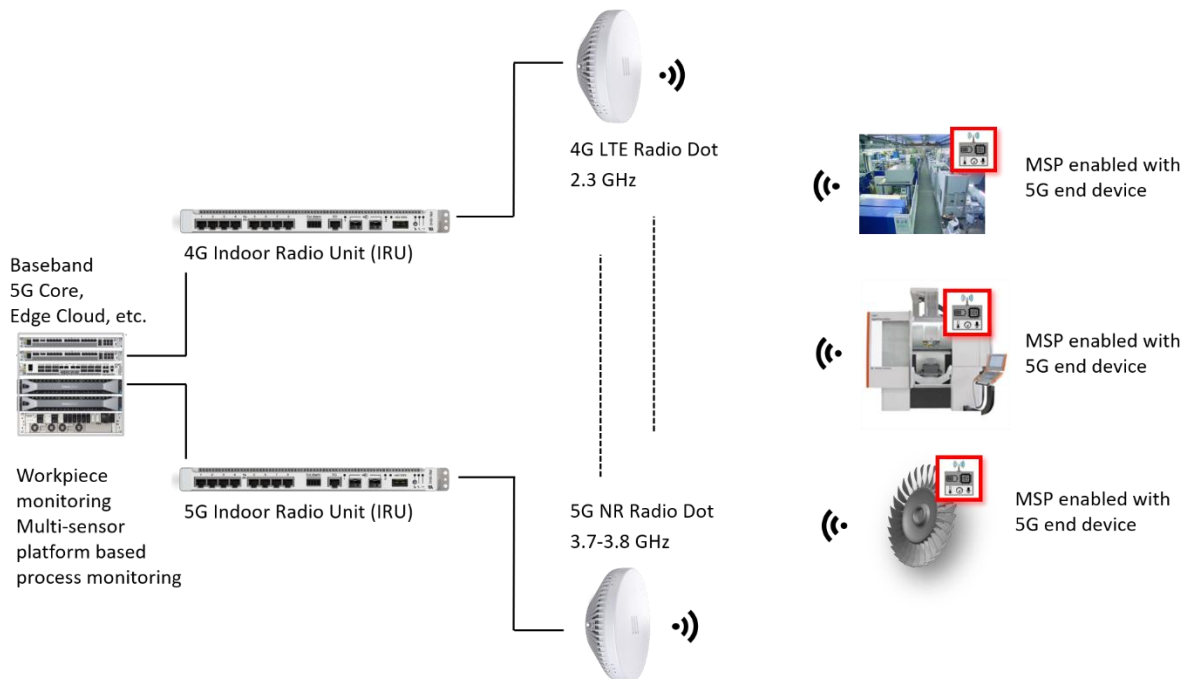 4G LTE Radio Dot
2.3 GHz
MSP enabled with
5G end device
4G Indoor Radio Unit (IRU)
Baseband
5G Core,
Edge Cloud, etc.
MSP enabled with
5G end device
Workpiece
monitoring
Multi-sensor
platform based
process monitoring
5G Indoor Radio Unit (IRU)
5G NR Radio Dot
3.7-3.8 GHz
MSP enabled with
5G end device